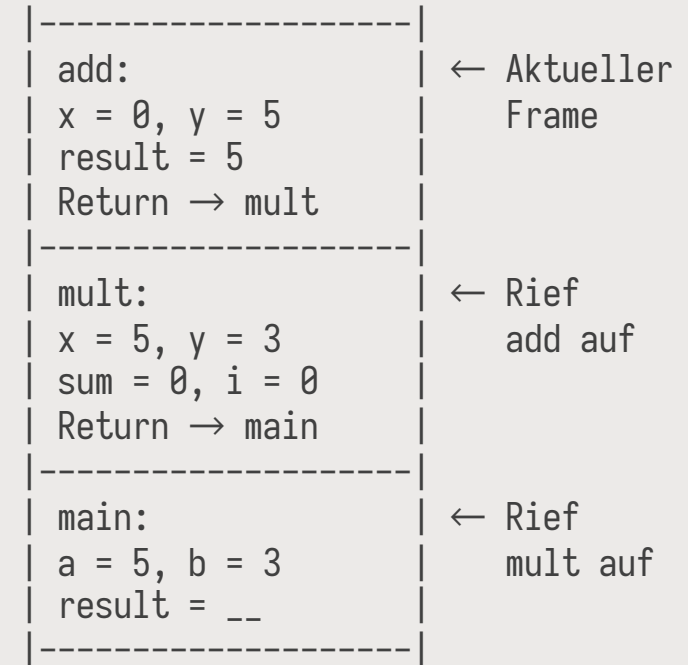 |--------------------|
| add:               | ← Aktueller
| x = 0, y = 5       |   Frame
| result = 5         |
| Return → mult      |
|--------------------|
| mult:              | ← Rief
| x = 5, y = 3       |   add auf
| sum = 0, i = 0     |
| Return → main      |
|--------------------|
| main:              | ← Rief
| a = 5, b = 3       |   mult auf
| result = __        |
|--------------------|